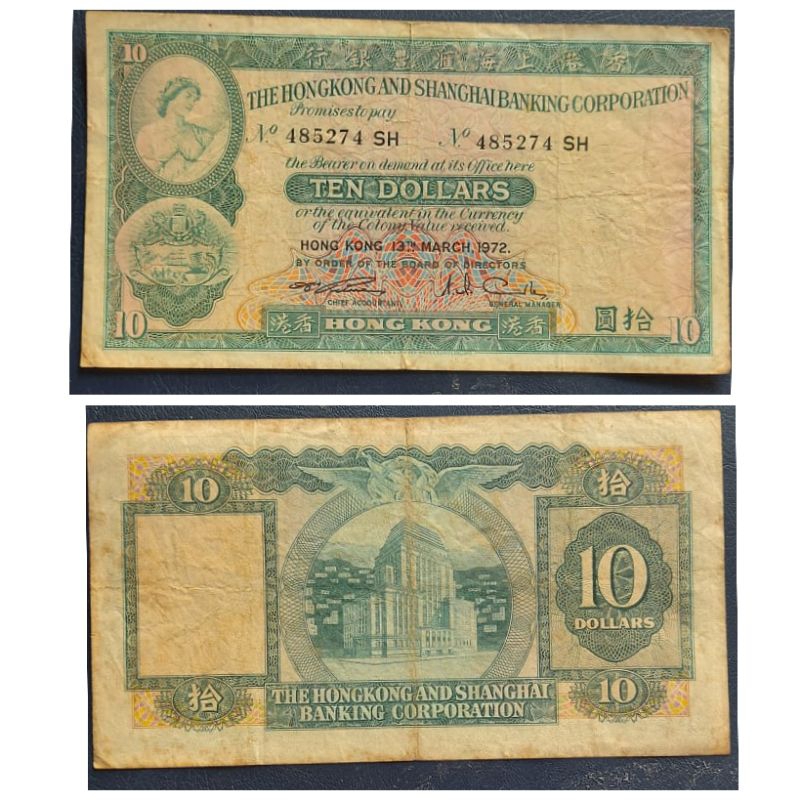 10
香港上海滙豐銀行
THE HONGKONG AND SHANGHAI BANKING CORPORATION
Promises to pay
No 485274 SH No 485274 SH
the Bearer on demand at its Office here
TEN DOLLARS
or the equivalent in the Currency
of the Colony Value received.
HONG KONG 13TH MARCH, 1972.
BY ORDER OF THE BOARD OF DIRECTORS
CHIEF ACCOUNTANT. GENERAL MANAGER
10 香港 HONG KONG 香港 拾圓 10
10 拾
10
DOLLARS
拾 THE HONGKONG AND SHANGHAI 10
BANKING CORPORATION